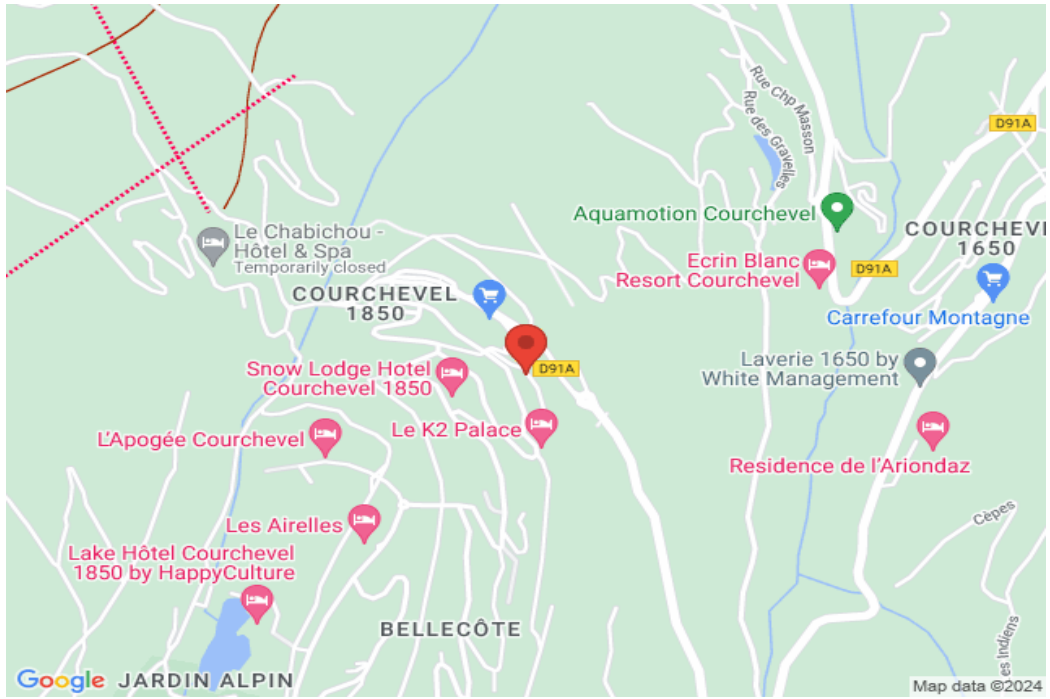 Rue Chp Masson
Rue des Gravelles
D91A
Aquamotion Courchevel
COURCHEVE
1650
Le Chabichou -
Hôtel & Spa
Temporarily closed
Ecrin Blanc
Resort Courchevel
D91A
COURCHEVEL
1850
Carrefour Montagne
Snow Lodge Hotel
Courchevel 1850
D91A
Laverie 1650 by
White Management
Le K2 Palace
L'Apogée Courchevel
Residence de l'Ariondaz
Les Airelles
Cèpes
Lake Hôtel Courchevel
1850 by HappyCulture
BELLECÔTE
es Indiens
Google
JARDIN ALPIN
Map data ©2024